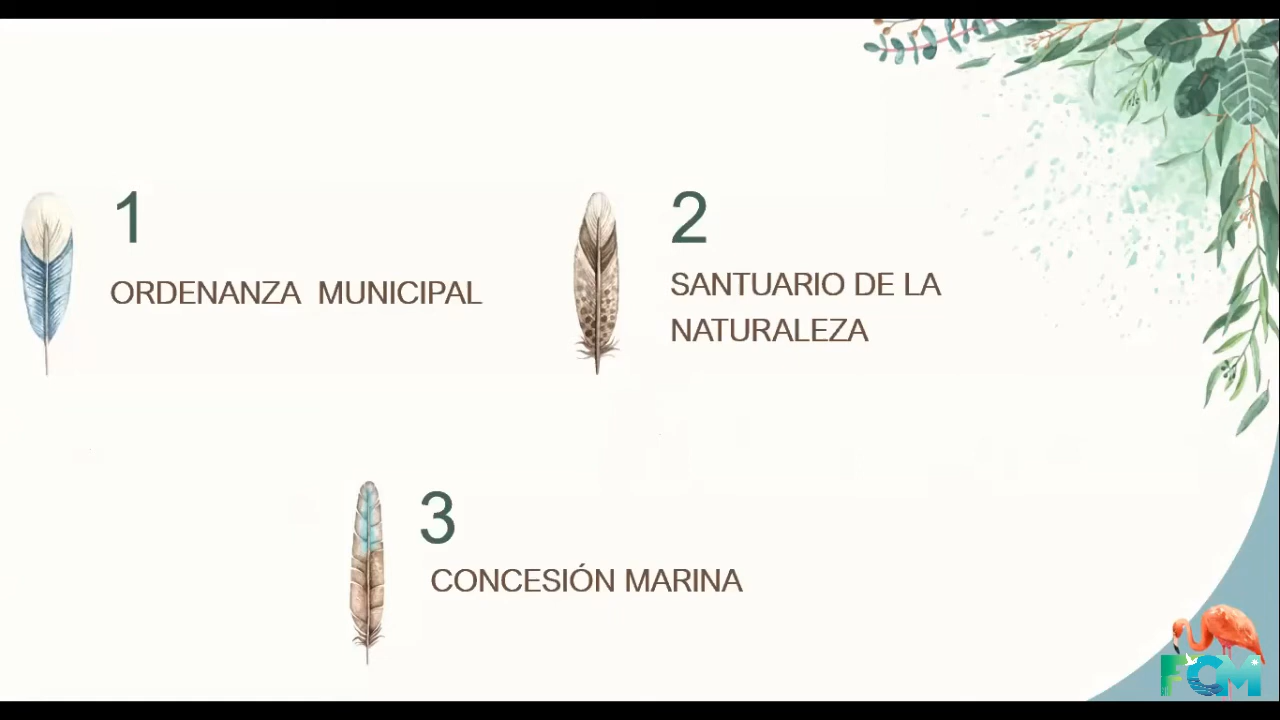 1
ORDENANZA MUNICIPAL
2
SANTUARIO DE LA
NATURALEZA
3
CONCESIÓN MARINA
FCM